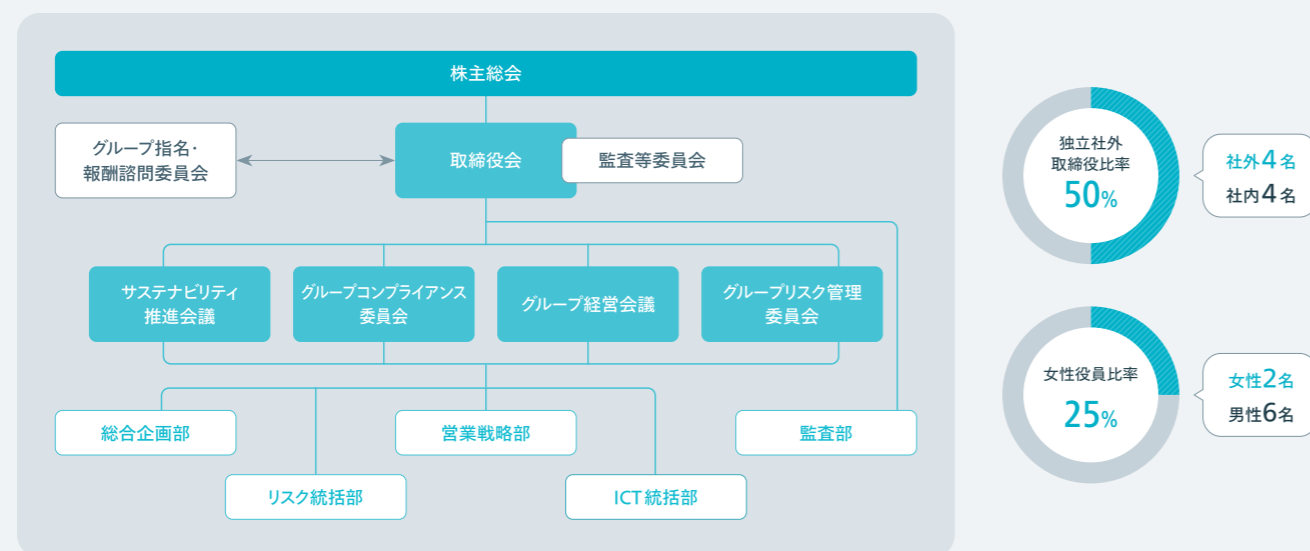 株主総会
グループ指名・
報酬諮問委員会
取締役会
監査等委員会
サステナビリティ
推進会議
グループコンプライアンス
委員会
グループ経営会議
グループリスク管理
委員会
総合企画部
営業戦略部
監査部
リスク統括部
ICT統括部
独立社外
取締役比率
50%
社外4名
社内4名
女性役員比率
25%
女性2名
男性6名